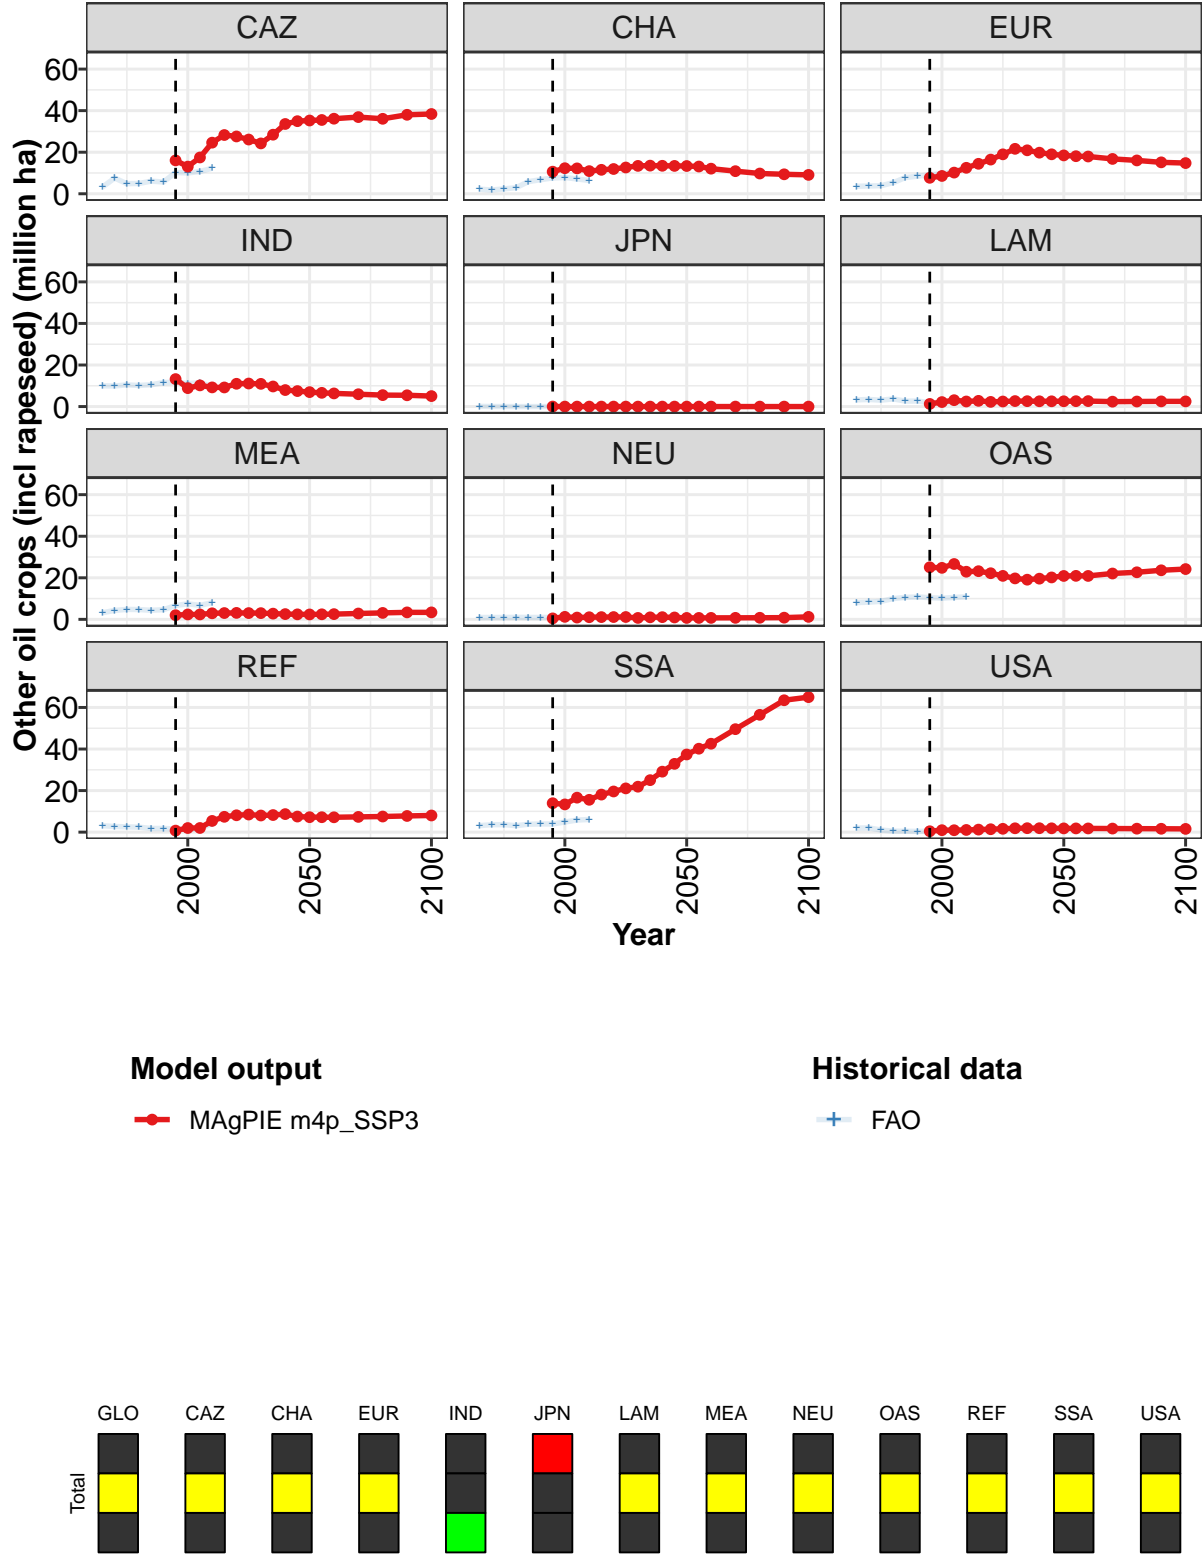 CAZ CHA EUR
60
40
20
0
IND JPN LAM
60
40
20
0
MEA NEU OAS
60
40
20
0
REF SSA USA
60
40
20
0
Other oil crops (incl rapeseed) (million ha)
2000 2050 2100 2000 2050 2100 2000 2050 2100
Year
Model output Historical data
MAgPIE m4p_SSP3 FAO
GLO CAZ CHA EUR IND JPN LAM MEA NEU OAS REF SSA USA
Total